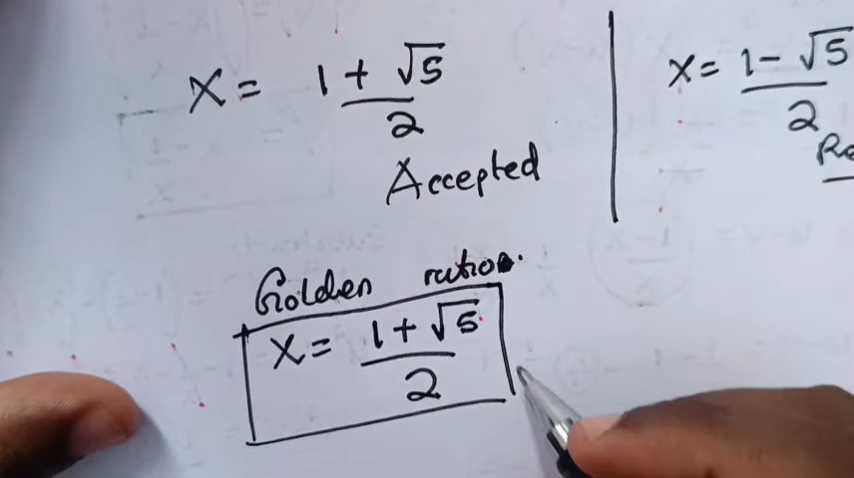 x = (1 + √5)/2
Accepted
x = (1 - √5)/2
Golden ratio.
x = (1 + √5)/2